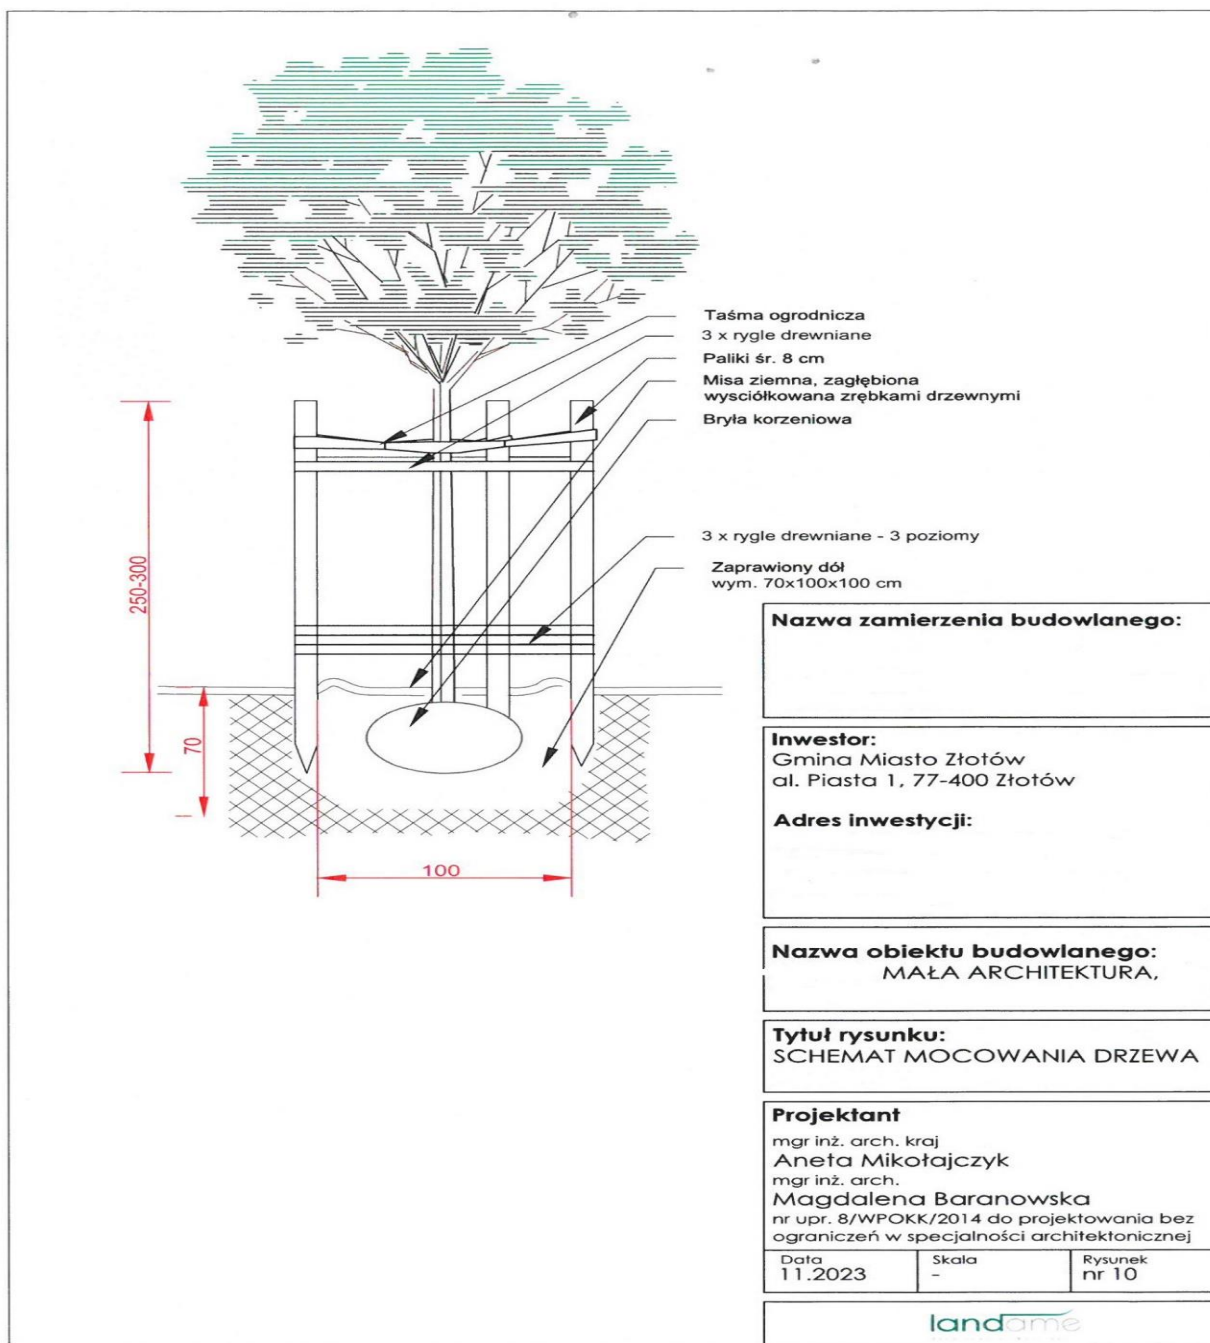 Taśma ogrodnicza
3 x rygle drewniane
Paliki śr. 8 cm
Misa ziemna, zagłębiona
wysciółkowana zrębkami drzewnymi
Bryła korzeniowa
3 x rygle drewniane - 3 poziomy
Zaprawiony dół
wym. 70x100x100 cm
250-300
70
100
Nazwa zamierzenia budowlanego:
Inwestor:
Gmina Miasto Złotów
al. Piasta 1, 77-400 Złotów
Adres inwestycji:
Nazwa obiektu budowlanego:
MAŁA ARCHITEKTURA,
Tytuł rysunku:
SCHEMAT MOCOWANIA DRZEWA
Projektant
mgr inż. arch. kraj
Aneta Mikołajczyk
mgr inż. arch.
Magdalena Baranowska
nr upr. 8/WPOKK/2014 do projektowania bez
ograniczeń w specjalności architektonicznej
Data
11.2023
Skala
-
Rysunek
nr 10
landame